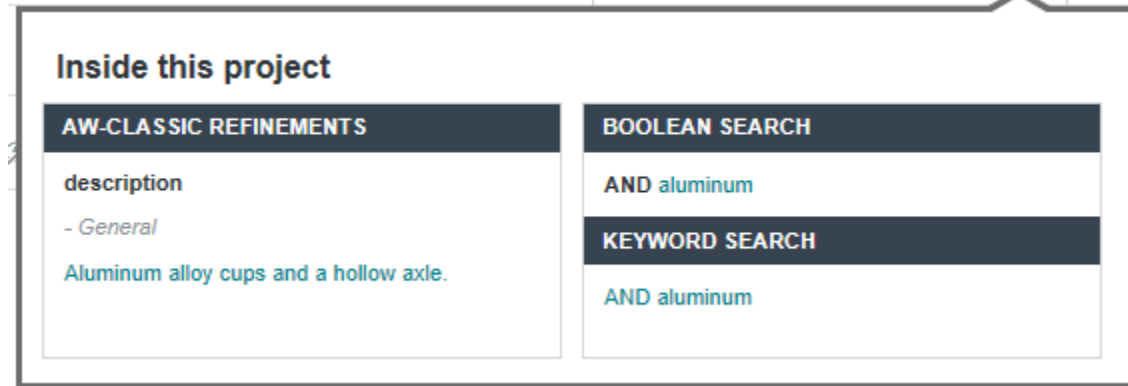 Inside this project
AW-CLASSIC REFINEMENTS
description
- General
Aluminum alloy cups and a hollow axle.
BOOLEAN SEARCH
AND aluminum
KEYWORD SEARCH
AND aluminum